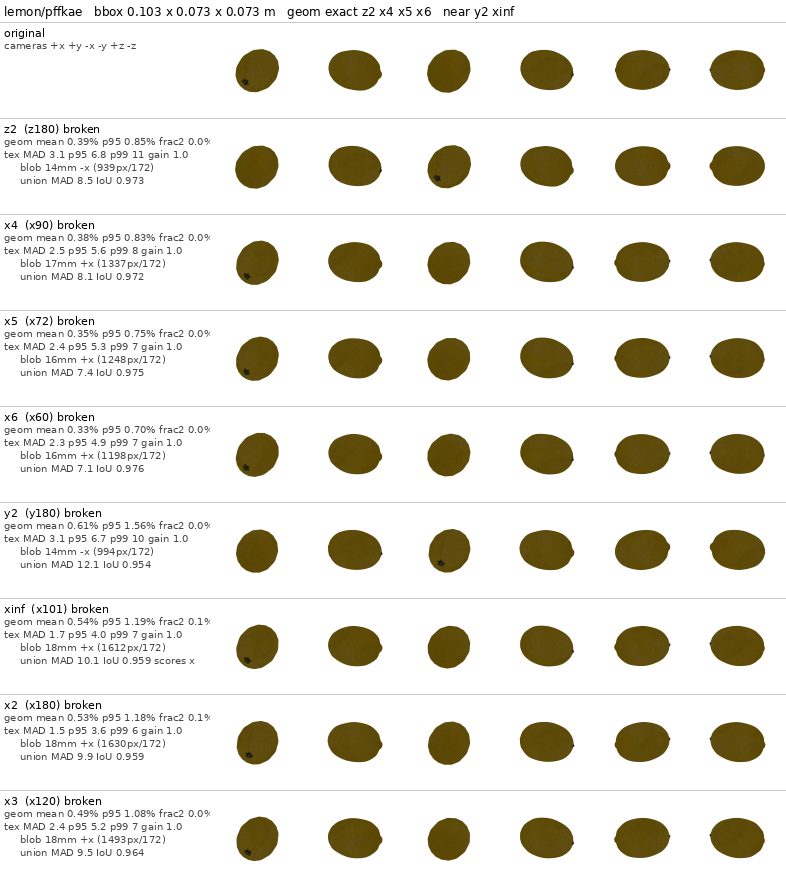 lemon/pffkae bbox 0.103 x 0.073 x 0.073 m geom exact z2 x4 x5 x6 near y2 xinf
original
cameras +x +y -x -y +z -z
z2 (z180) broken
geom mean 0.39% p95 0.85% frac2 0.0%
tex MAD 3.1 p95 6.8 p99 11 gain 1.0
blob 14mm -x (939px/172)
union MAD 8.5 IoU 0.973
x4 (x90) broken
geom mean 0.38% p95 0.83% frac2 0.0%
tex MAD 2.5 p95 5.6 p99 8 gain 1.0
blob 17mm +x (1337px/172)
union MAD 8.1 IoU 0.972
x5 (x72) broken
geom mean 0.35% p95 0.75% frac2 0.0%
tex MAD 2.4 p95 5.3 p99 7 gain 1.0
blob 16mm +x (1248px/172)
union MAD 7.4 IoU 0.975
x6 (x60) broken
geom mean 0.33% p95 0.70% frac2 0.0%
tex MAD 2.3 p95 4.9 p99 7 gain 1.0
blob 16mm +x (1198px/172)
union MAD 7.1 IoU 0.976
y2 (y180) broken
geom mean 0.61% p95 1.56% frac2 0.0%
tex MAD 3.1 p95 6.7 p99 10 gain 1.0
blob 14mm -x (994px/172)
union MAD 12.1 IoU 0.954
xinf (x101) broken
geom mean 0.54% p95 1.19% frac2 0.1%
tex MAD 1.7 p95 4.0 p99 7 gain 1.0
blob 18mm +x (1612px/172)
union MAD 10.1 IoU 0.959 scores x
x2 (x180) broken
geom mean 0.53% p95 1.18% frac2 0.1%
tex MAD 1.5 p95 3.6 p99 6 gain 1.0
blob 18mm +x (1630px/172)
union MAD 9.9 IoU 0.959
x3 (x120) broken
geom mean 0.49% p95 1.08% frac2 0.0%
tex MAD 2.4 p95 5.2 p99 7 gain 1.0
blob 18mm +x (1493px/172)
union MAD 9.5 IoU 0.964